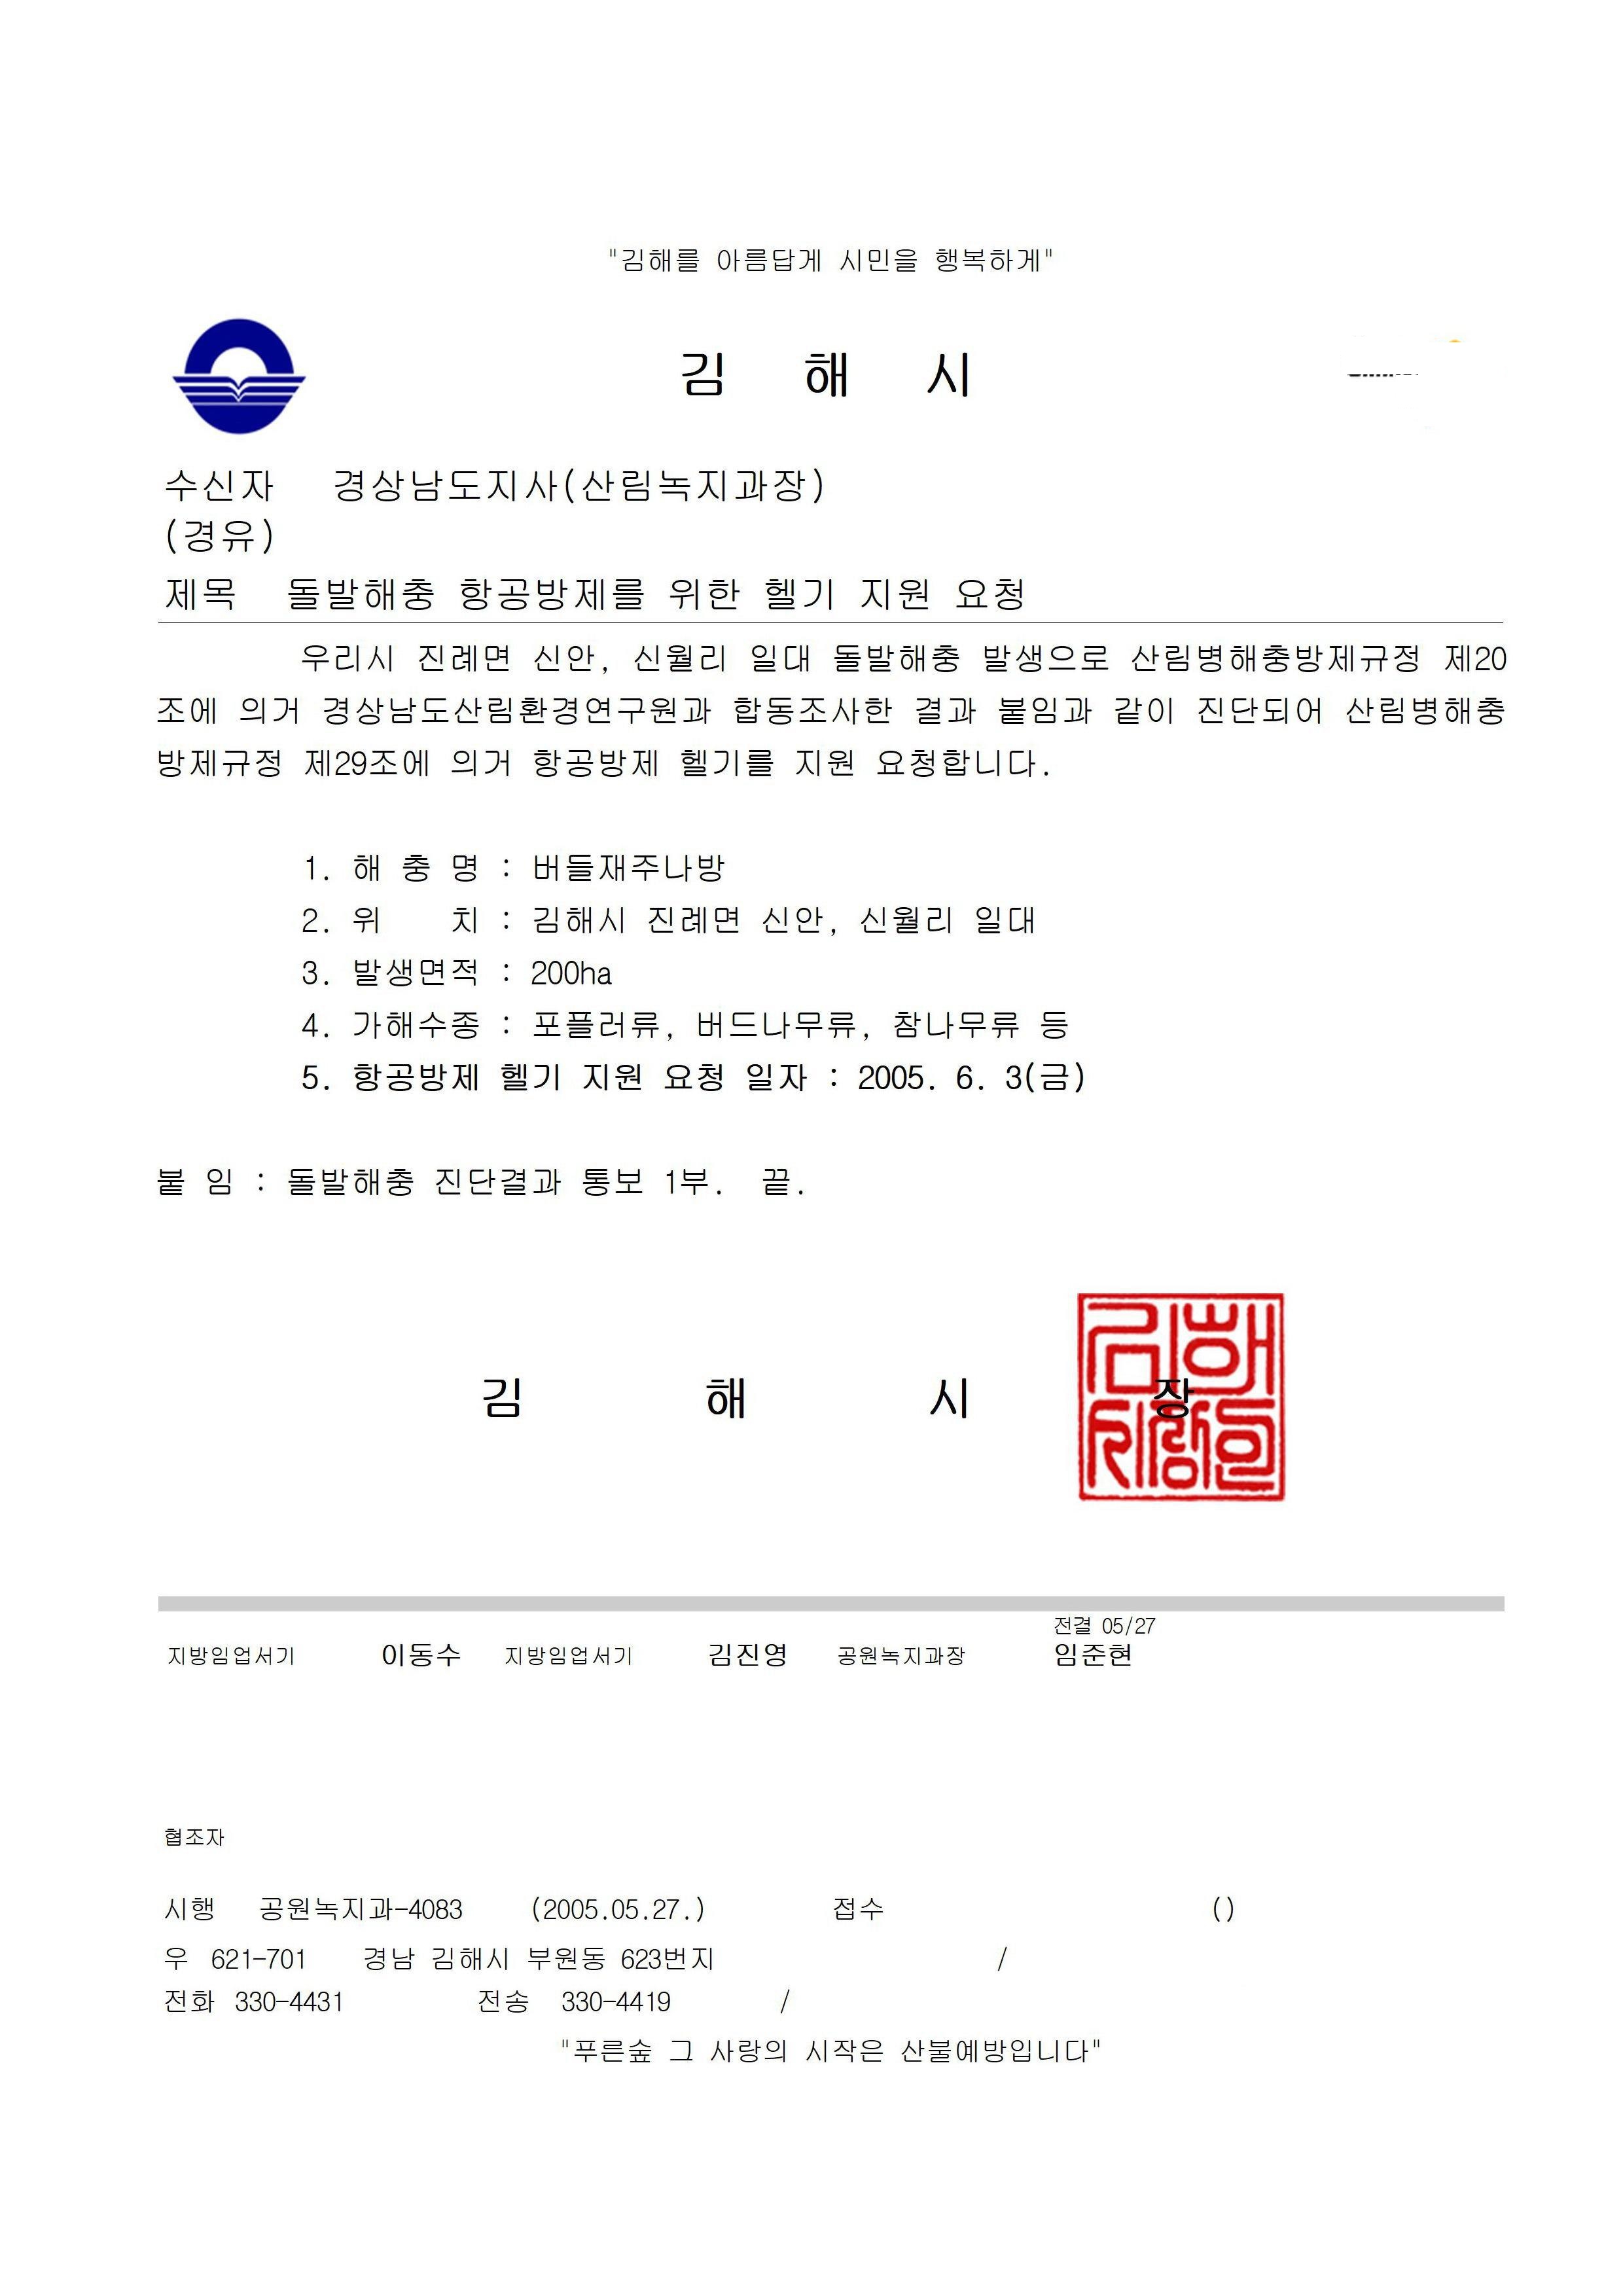 "김해를 아름답게 시민을 행복하게"
김 해 시
수신자 경상남도지사(산림녹지과장)
(경유)
제목 돌발해충 항공방제를 위한 헬기 지원 요청
우리시 진례면 신안, 신월리 일대 돌발해충 발생으로 산림병해충방제규정 제20
조에 의거 경상남도산림환경연구원과 합동조사한 결과 붙임과 같이 진단되어 산림병해충
방제규정 제29조에 의거 항공방제 헬기를 지원 요청합니다.
1. 해 충 명 : 버들재주나방
2. 위 치 : 김해시 진례면 신안, 신월리 일대
3. 발생면적 : 200ha
4. 가해수종 : 포플러류, 버드나무류, 참나무류 등
5. 항공방제 헬기 지원 요청 일자 : 2005. 6. 3(금)
붙 임 : 돌발해충 진단결과 통보 1부. 끝.
김 해 시 장
전결 05/27
지방임업서기 이동수 지방임업서기 김진영 공원녹지과장 임준현
협조자
시행 공원녹지과-4083 (2005.05.27.) 접수 ()
우 621-701 경남 김해시 부원동 623번지 /
전화 330-4431 전송 330-4419 /
"푸른숲 그 사랑의 시작은 산불예방입니다"